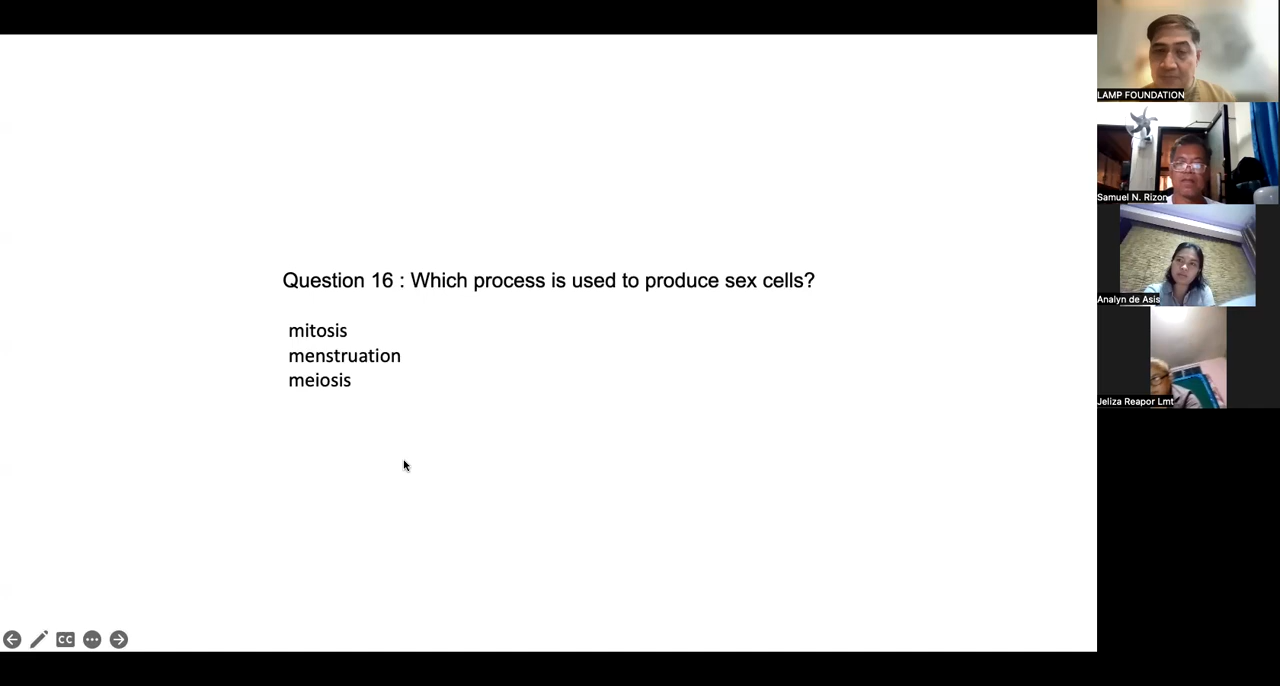 Question 16 : Which process is used to produce sex cells?
mitosis
menstruation
meiosis
CC
LAMP FOUNDATION
Samuel N. Rizon
Analyn de Asis
Jeliza Reapor Lmt